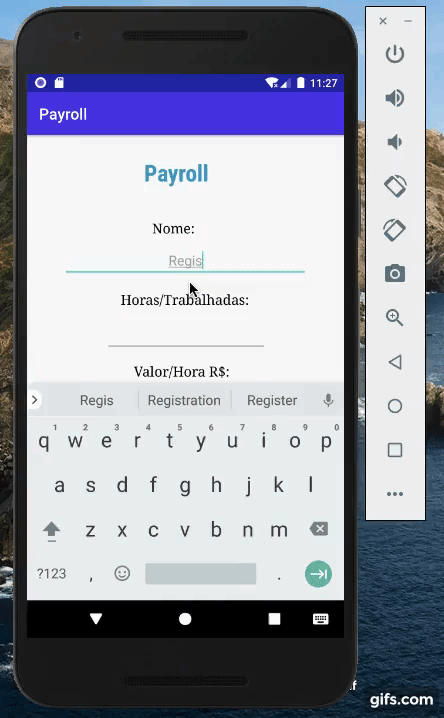 11:27
Payroll
Payroll
Nome:
Regis
Horas/Trabalhadas:
Valor/Hora R$:
Regis Registration Register
1 2 3 4 5 6 7 8 9 0
q w e r t y u i o p
a s d f g h j k l
z x c v b n m
?123 , .
gifs.com